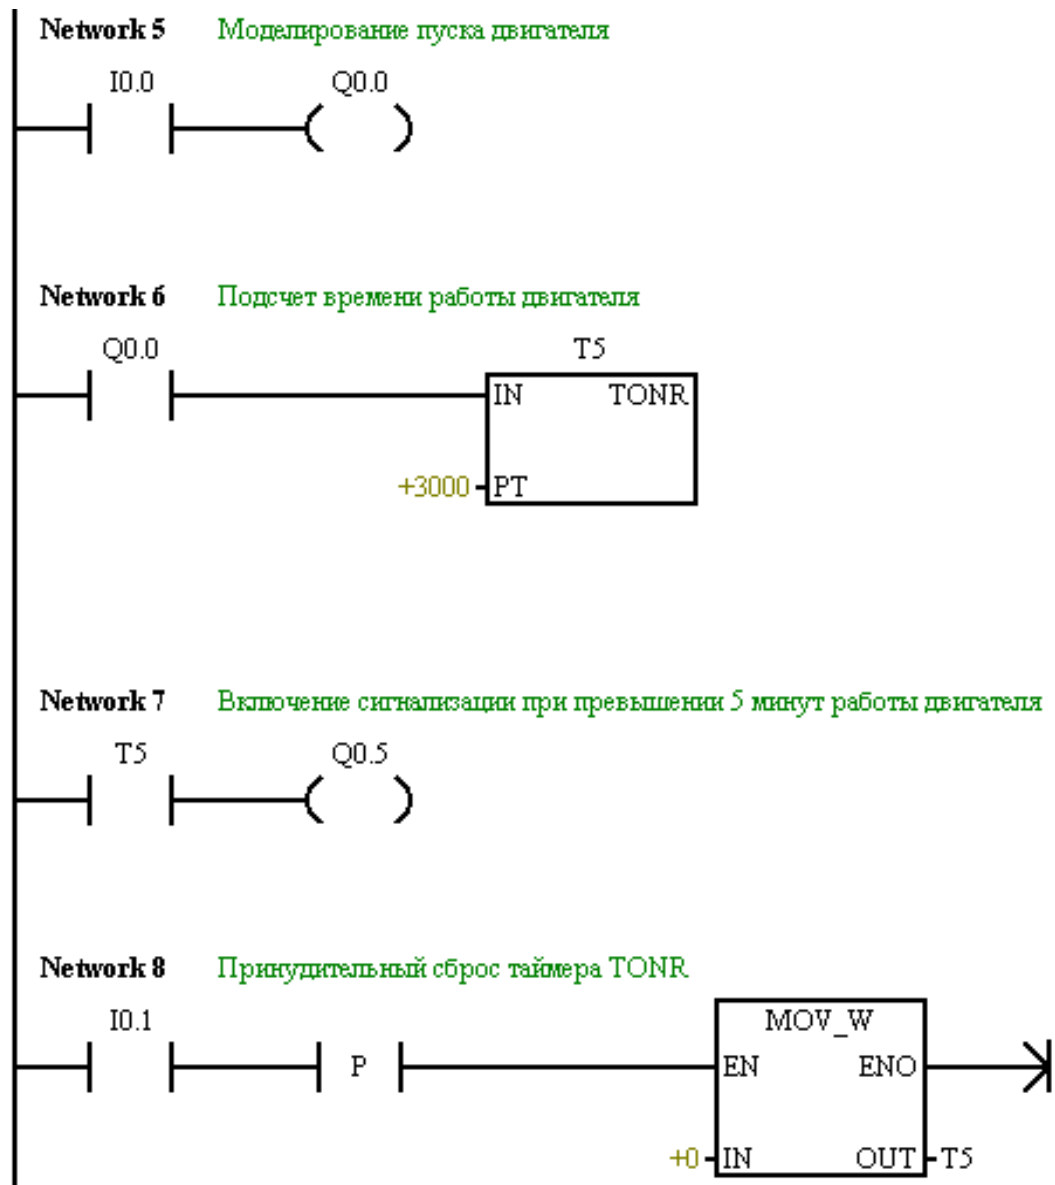 Network 5 Моделирование пуска двигателя
I0.0 Q0.0
Network 6 Подсчет времени работы двигателя
Q0.0 T5
IN TONR
+3000 PT
Network 7 Включение сигнализации при превышении 5 минут работы двигателя
T5 Q0.5
Network 8 Принудительный сброс таймера TONR
I0.1 MOV_W
P EN ENO
+0 IN OUT T5